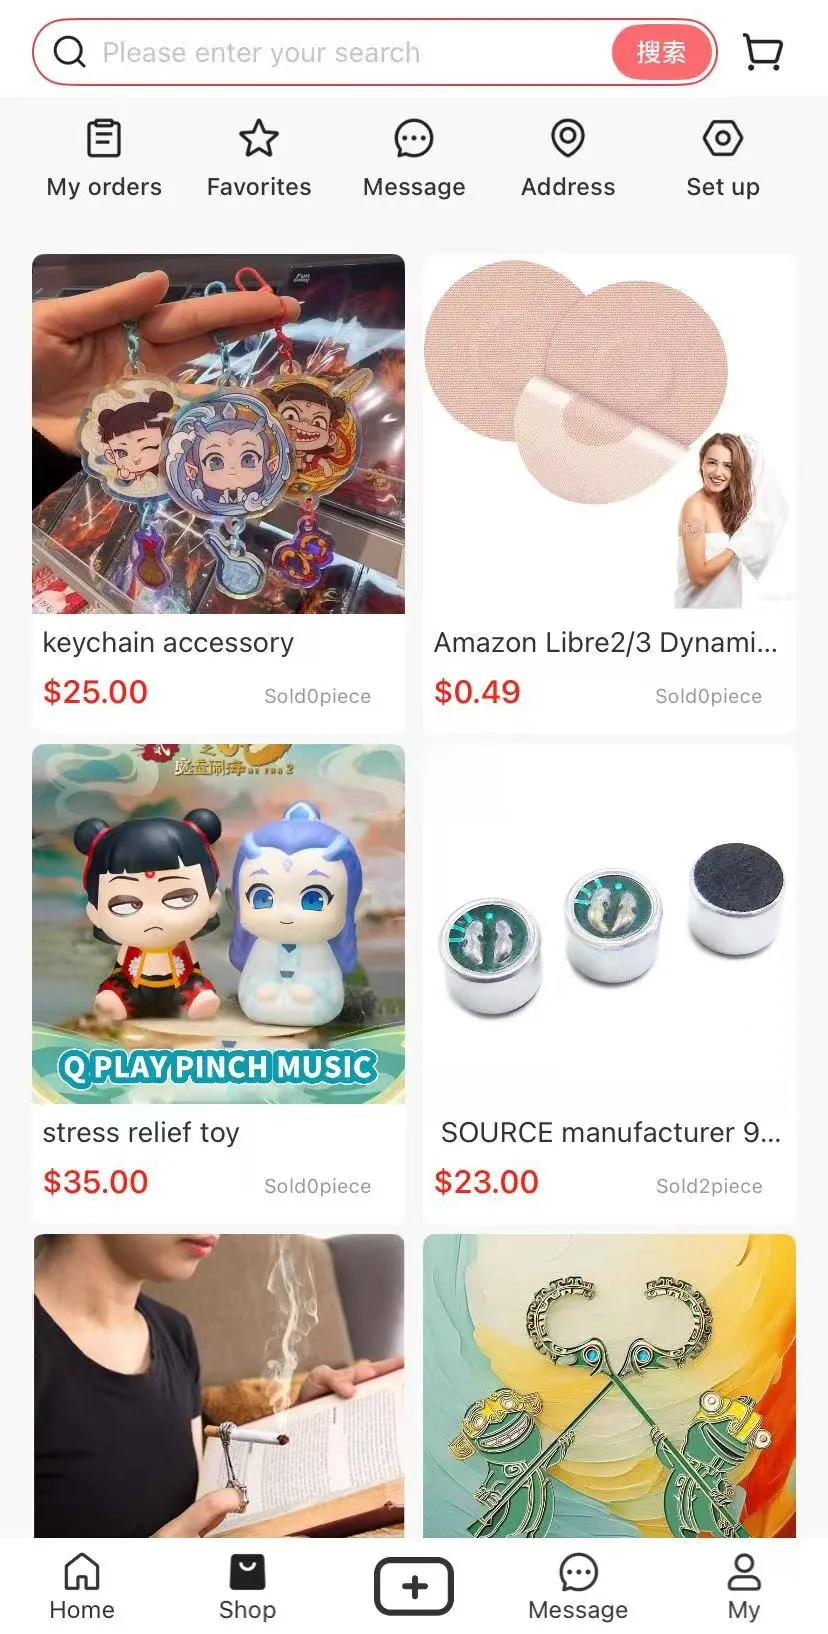 Please enter your search
搜索
My orders
Favorites
Message
Address
Set up
keychain accessory
$25.00
Sold0piece
Amazon Libre2/3 Dynami...
$0.49
Sold0piece
Q PLAY PINCH MUSIC
stress relief toy
$35.00
Sold0piece
SOURCE manufacturer 9...
$23.00
Sold2piece
Home
Shop
Message
My